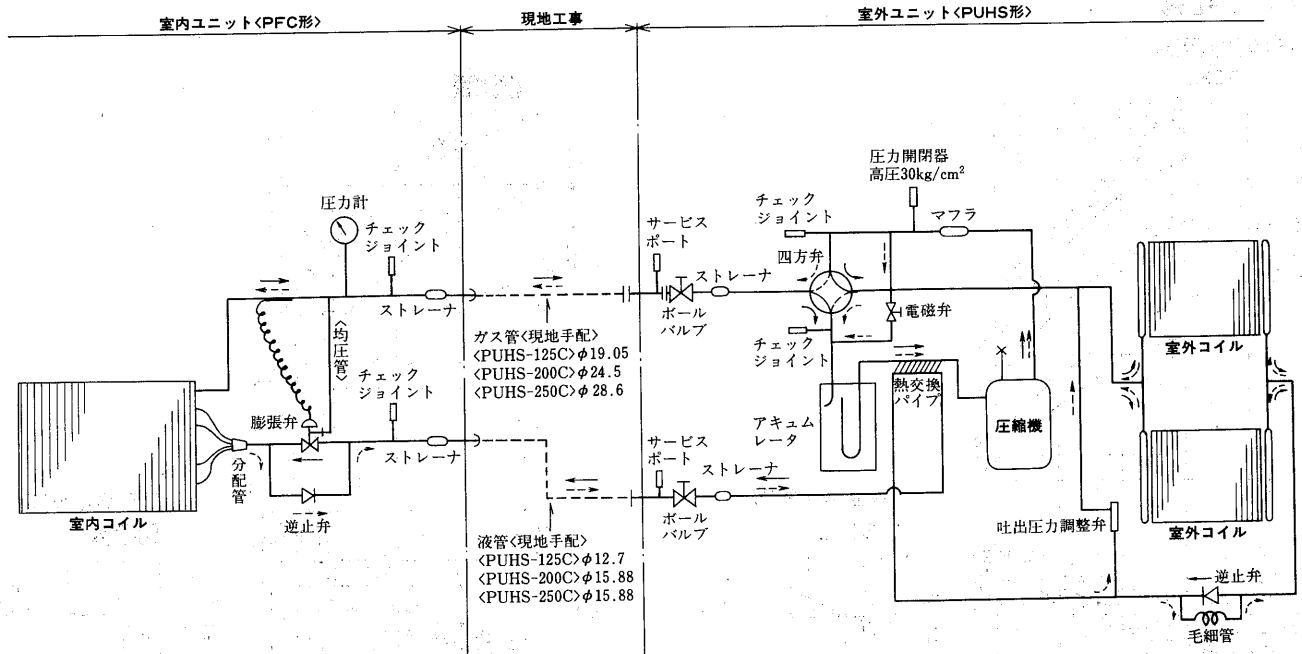 室内ユニット<PFC形>
現地工事
室外ユニット<PUHS形>
圧力計
チェック
ジョイント
ストレーナ
<均圧管>
チェック
ジョイント
膨張弁
ストレーナ
分配管
逆止弁
室内コイル
ガス管<現地手配>
<PUHS-125C>φ19.05
<PUHS-200C>φ24.5
<PUHS-250C>φ28.6
液管<現地手配>
<PUHS-125C>φ12.7
<PUHS-200C>φ15.88
<PUHS-250C>φ15.88
サービス
ポート
ストレーナ
ボール
バルブ
サービス
ポート
ストレーナ
ボール
バルブ
チェック
ジョイント
四方弁
圧力開閉器
高圧30kg/cm²
マフラ
電磁弁
チェック
ジョイント
アキュム
レータ
熱交換
パイプ
圧縮機
室外コイル
室外コイル
吐出圧力調整弁
逆止弁
毛細管